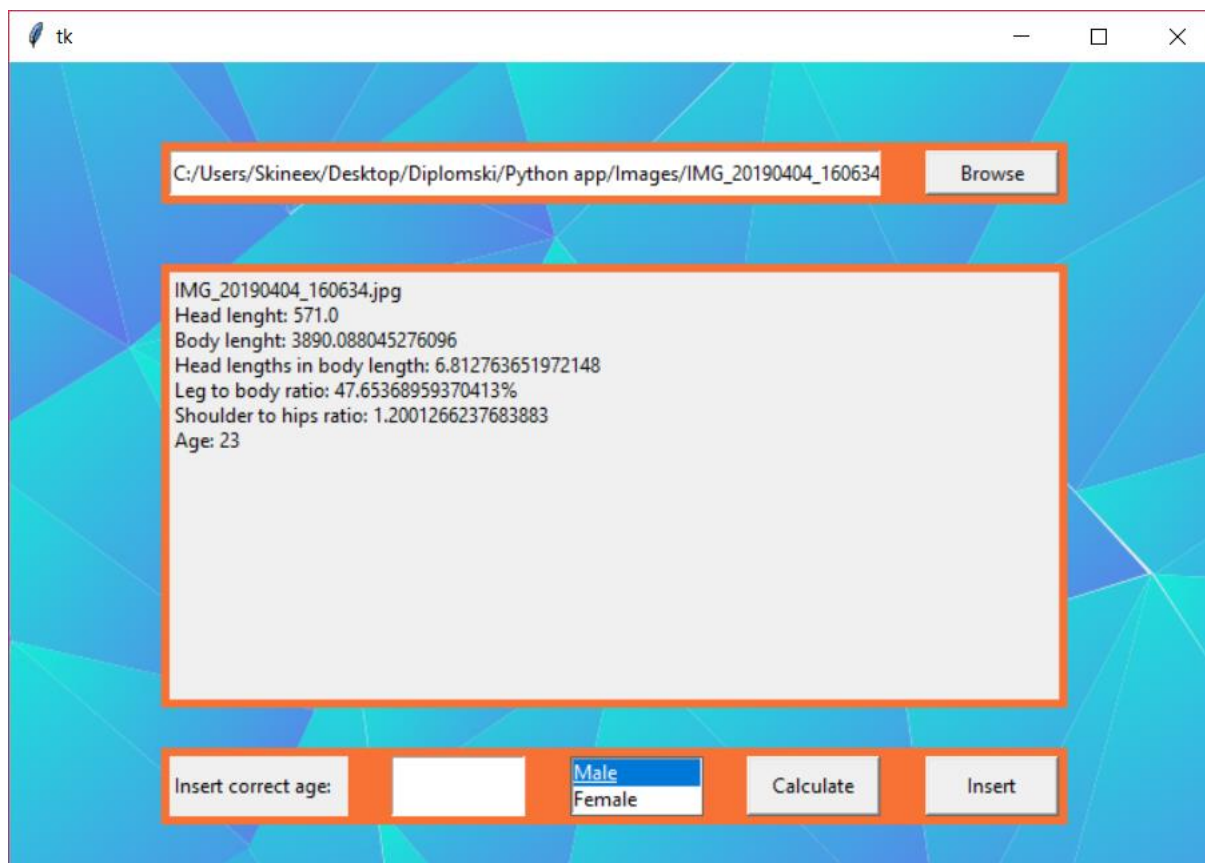 tk
C:/Users/Skineex/Desktop/Diplomski/Python app/Images/IMG_20190404_160634
Browse
IMG_20190404_160634.jpg
Head lenght: 571.0
Body lenght: 3890.088045276096
Head lengths in body length: 6.812763651972148
Leg to body ratio: 47.65368959370413%
Shoulder to hips ratio: 1.2001266237683883
Age: 23
Insert correct age:
Male
Female
Calculate
Insert